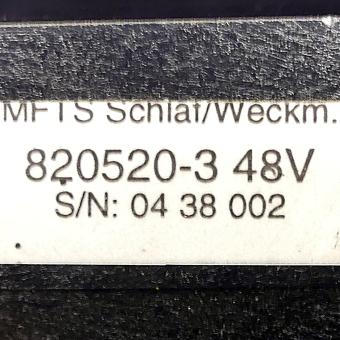 MFTS Schlaf/Weckm.
820520-3 48V
S/N: 04 38 002